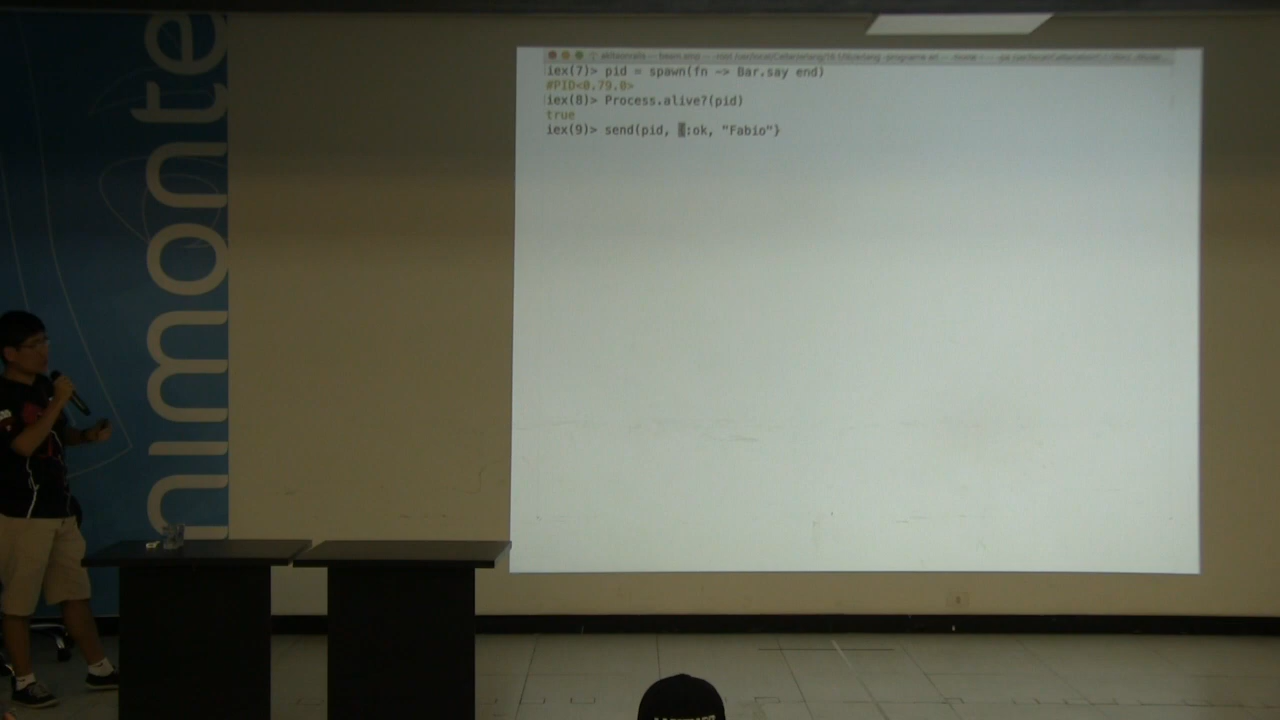 iex(7)> pid = spawn(fn -> Bar.say end)
#PID<0.79.0>
iex(8)> Process.alive?(pid)
true
iex(9)> send(pid, {:ok, "Fabio"}
nimonte